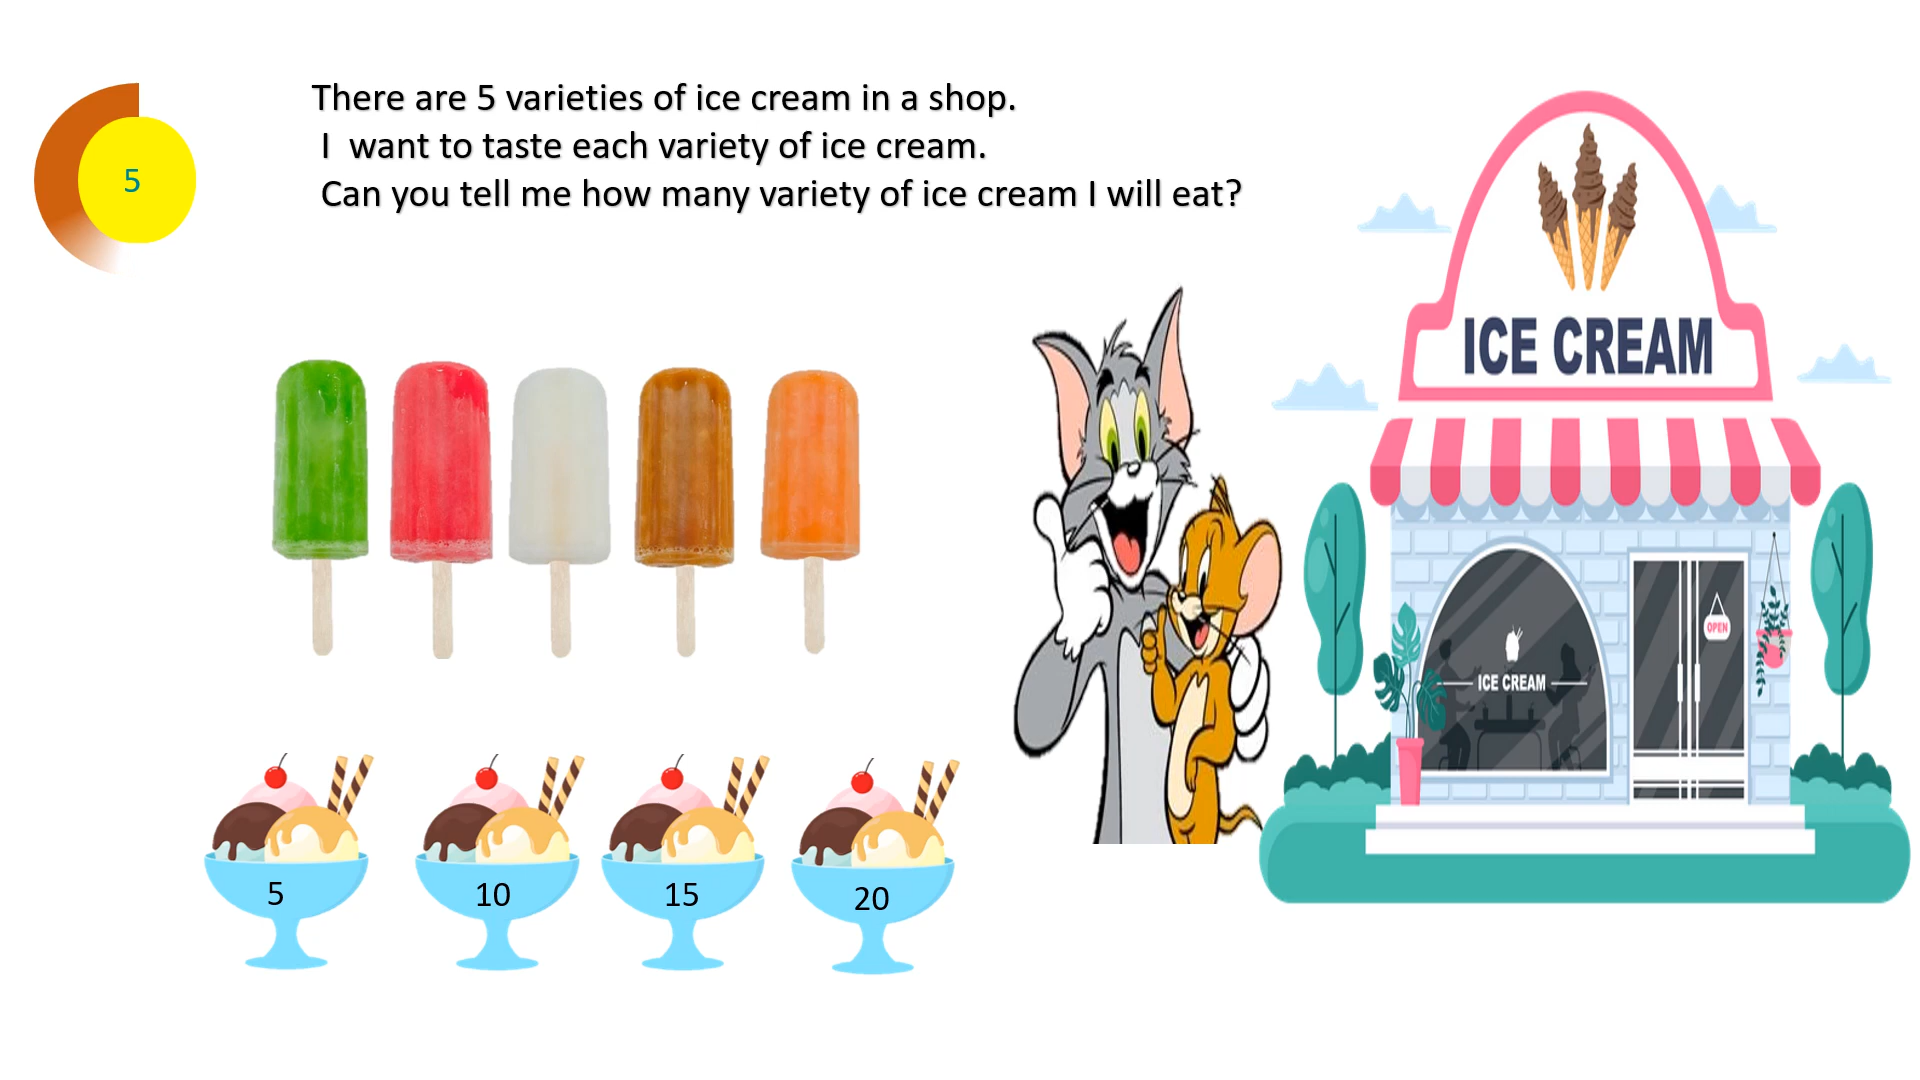 5
There are 5 varieties of ice cream in a shop.
I want to taste each variety of ice cream.
Can you tell me how many variety of ice cream I will eat?
ICE CREAM
OPEN
ICE CREAM
5
10
15
20